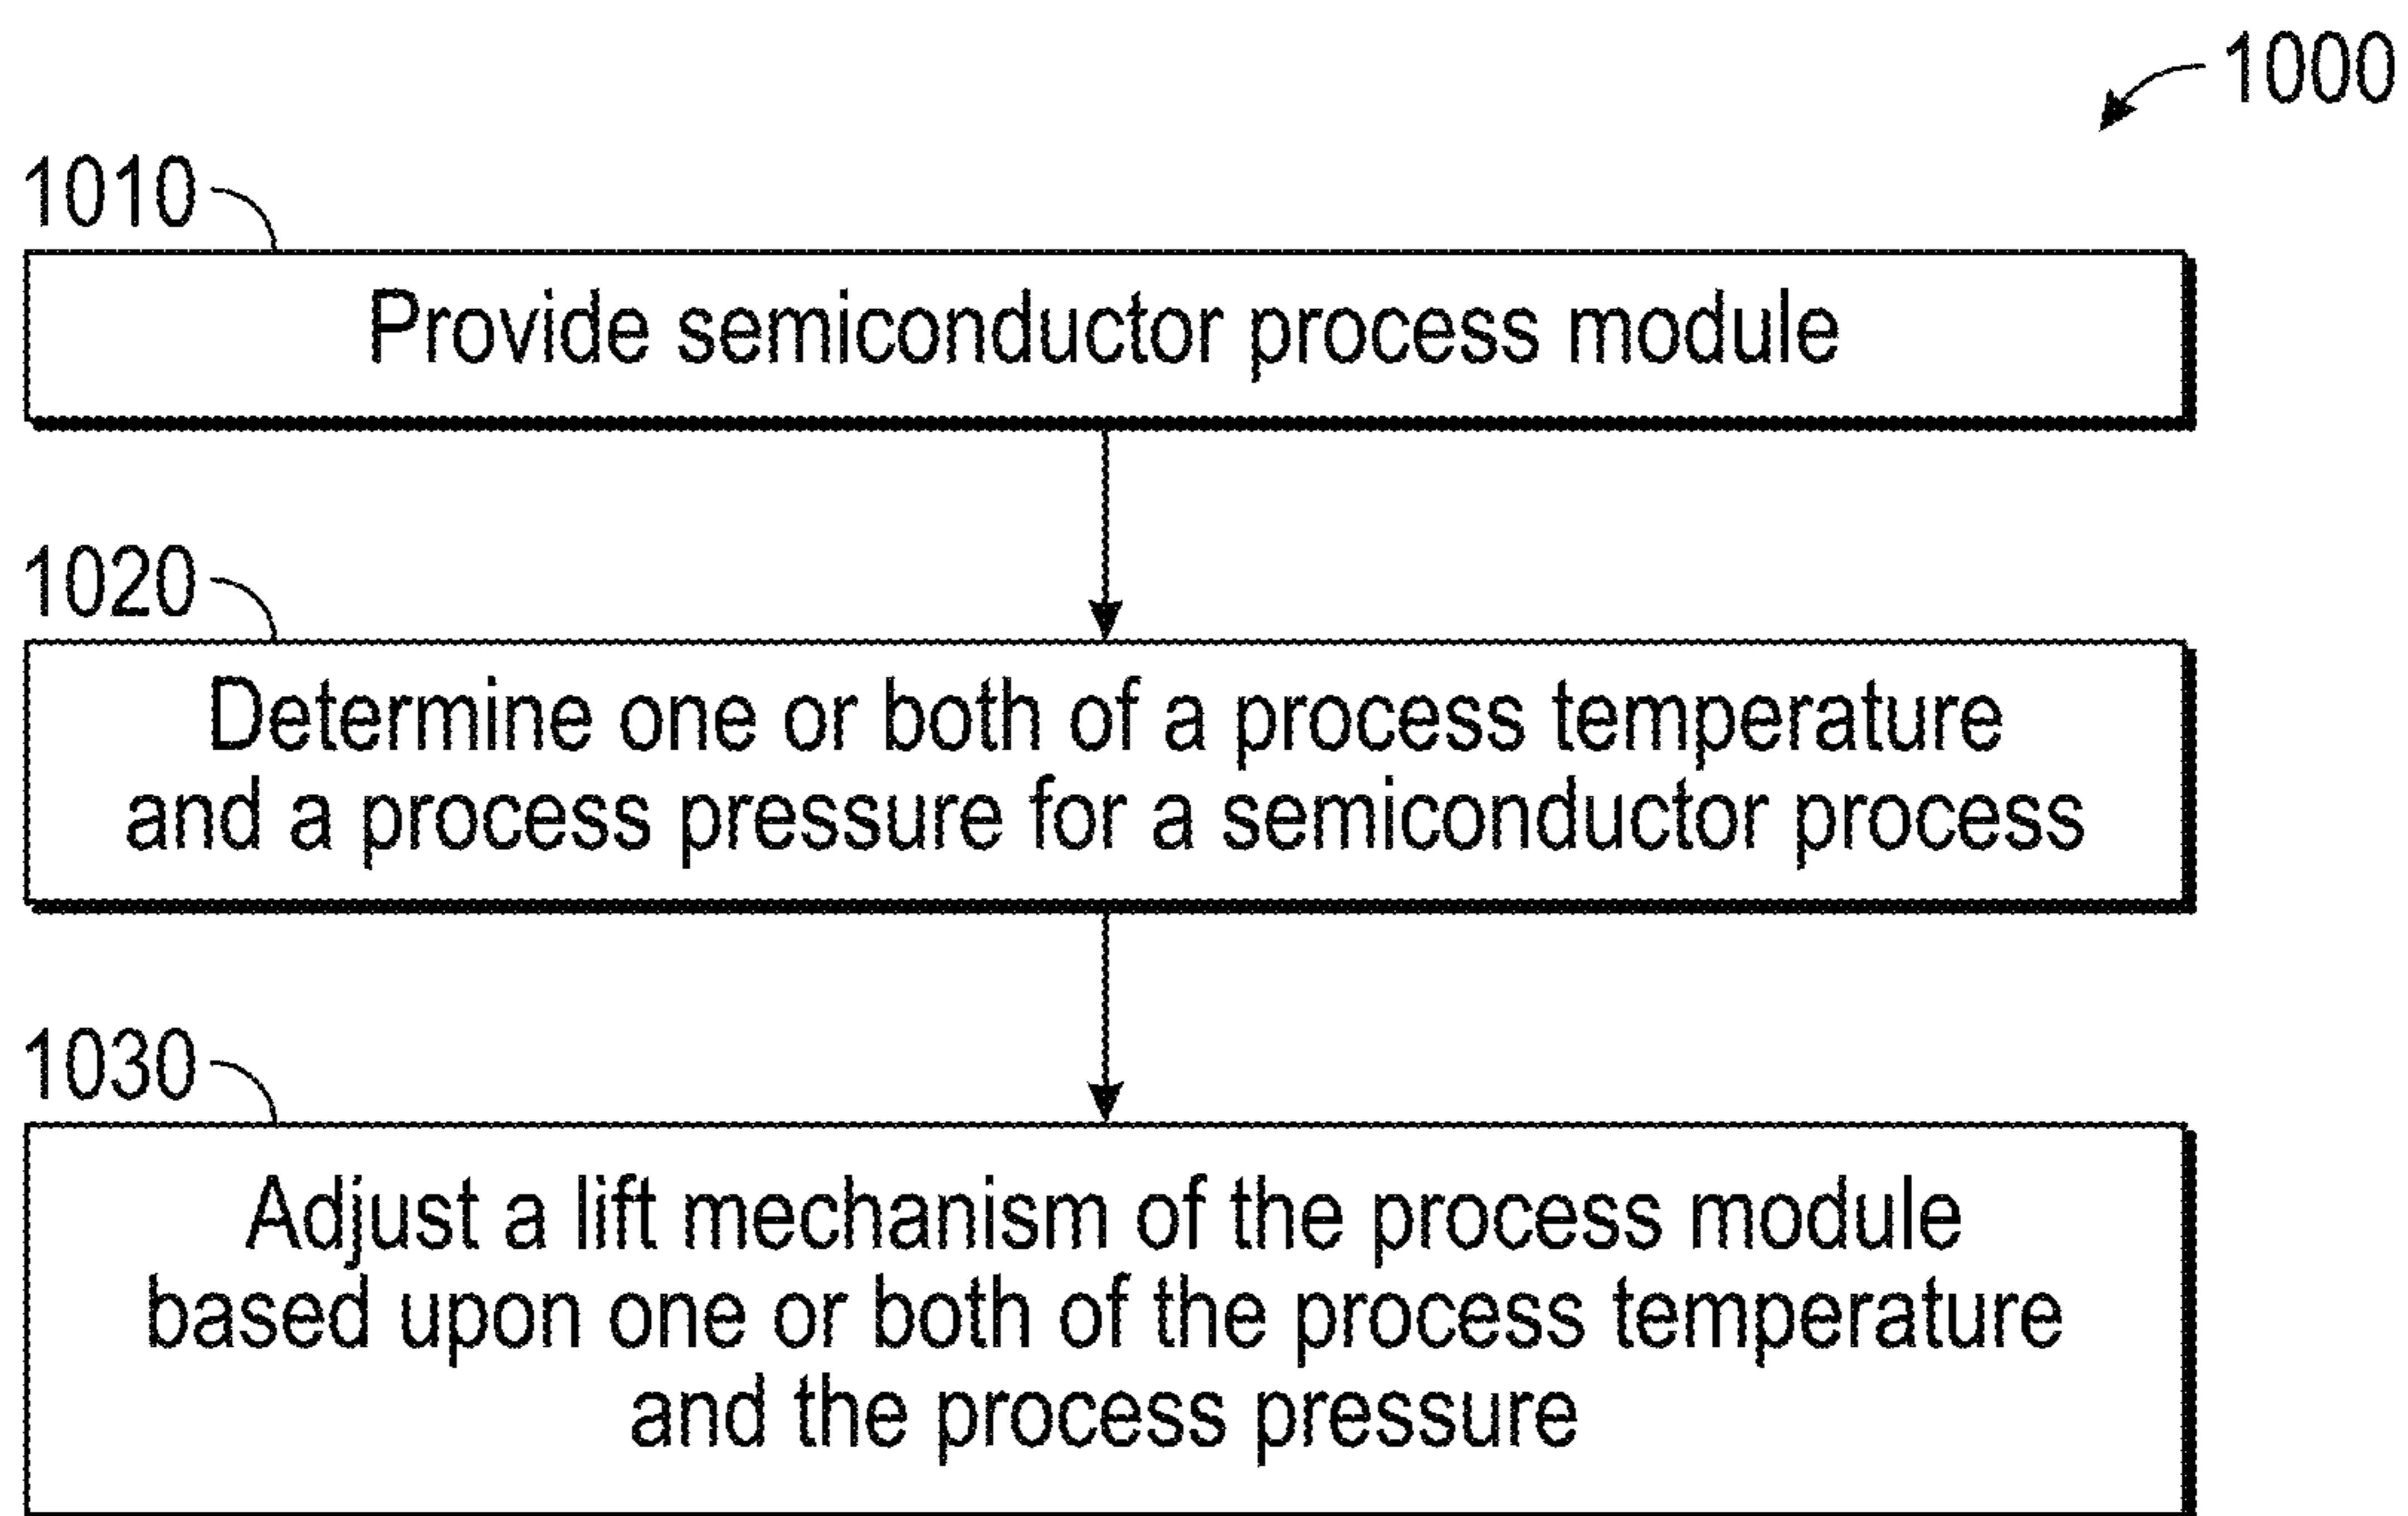 1000
1010
Provide semiconductor process module
1020
Determine one or both of a process temperature
and a process pressure for a semiconductor process
1030
Adjust a lift mechanism of the process module
based upon one or both of the process temperature
and the process pressure